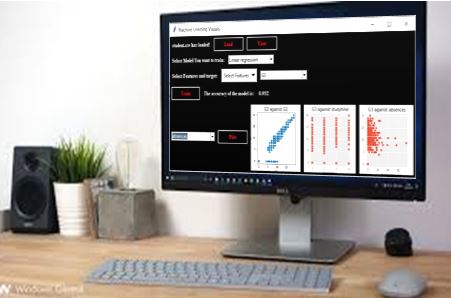 Machine Learning Visuals
student.csv has loaded! Load View
Select Model You want to train: Linear regression
Select Features and target: Select Features G3
Train The accuracy of the model is:
G3 against G2 G3 against studytime G3 against absences
absences Plot
DELL
Windows Central